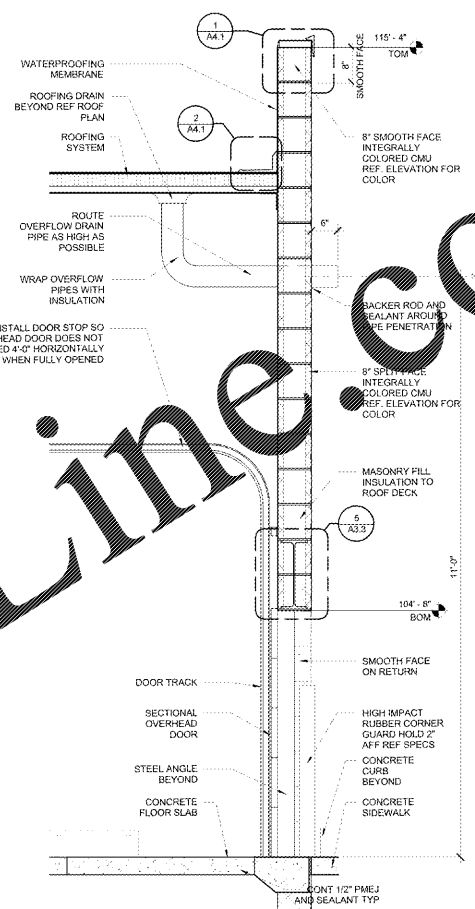 1
A4.1
115' - 4"
TOM
8"
SMOOTH FACE
WATERPROOFING
MEMBRANE
ROOFING DRAIN
BEYOND REF ROOF
PLAN
2
A4.1
ROOFING
SYSTEM
8" SMOOTH FACE
INTEGRALLY
COLORED CMU
REF. ELEVATION FOR
COLOR
ROUTE
OVERFLOW DRAIN
PIPE AS HIGH AS
POSSIBLE
6"
WRAP OVERFLOW
PIPES WITH
INSULATION
BACKER ROD AND
SEALANT AROUND
PIPE PENETRATION
INSTALL DOOR STOP SO
HEAD DOOR DOES NOT
ED 4'-0" HORIZONTALLY
WHEN FULLY OPENED
8" SPLIT FACE
INTEGRALLY
COLORED CMU
REF. ELEVATION FOR
COLOR
Line.co
MASONRY FILL
INSULATION TO
ROOF DECK
5
A3.3
11'-0"
104' - 8"
BOM
SMOOTH FACE
ON RETURN
DOOR TRACK
SECTIONAL
OVERHEAD
DOOR
HIGH IMPACT
RUBBER CORNER
GUARD HOLD 2"
AFF REF SPECS
STEEL ANGLE
BEYOND
CONCRETE
CURB
BEYOND
CONCRETE
FLOOR SLAB
CONCRETE
SIDEWALK
CONT 1/2" PMEJ
AND SEALANT TYP